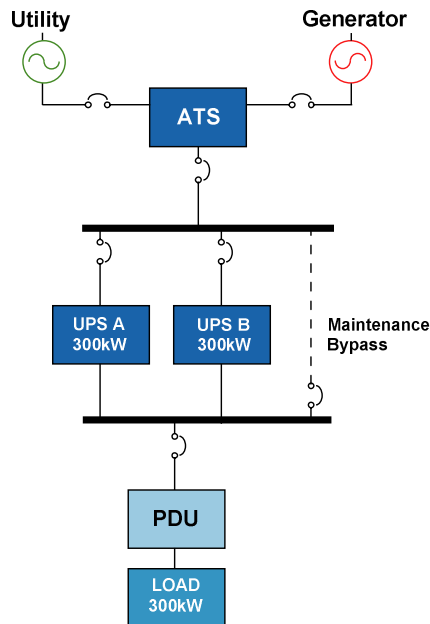 Utility
Generator
ATS
UPS A
300kW
UPS B
300kW
Maintenance
Bypass
PDU
LOAD
300kW